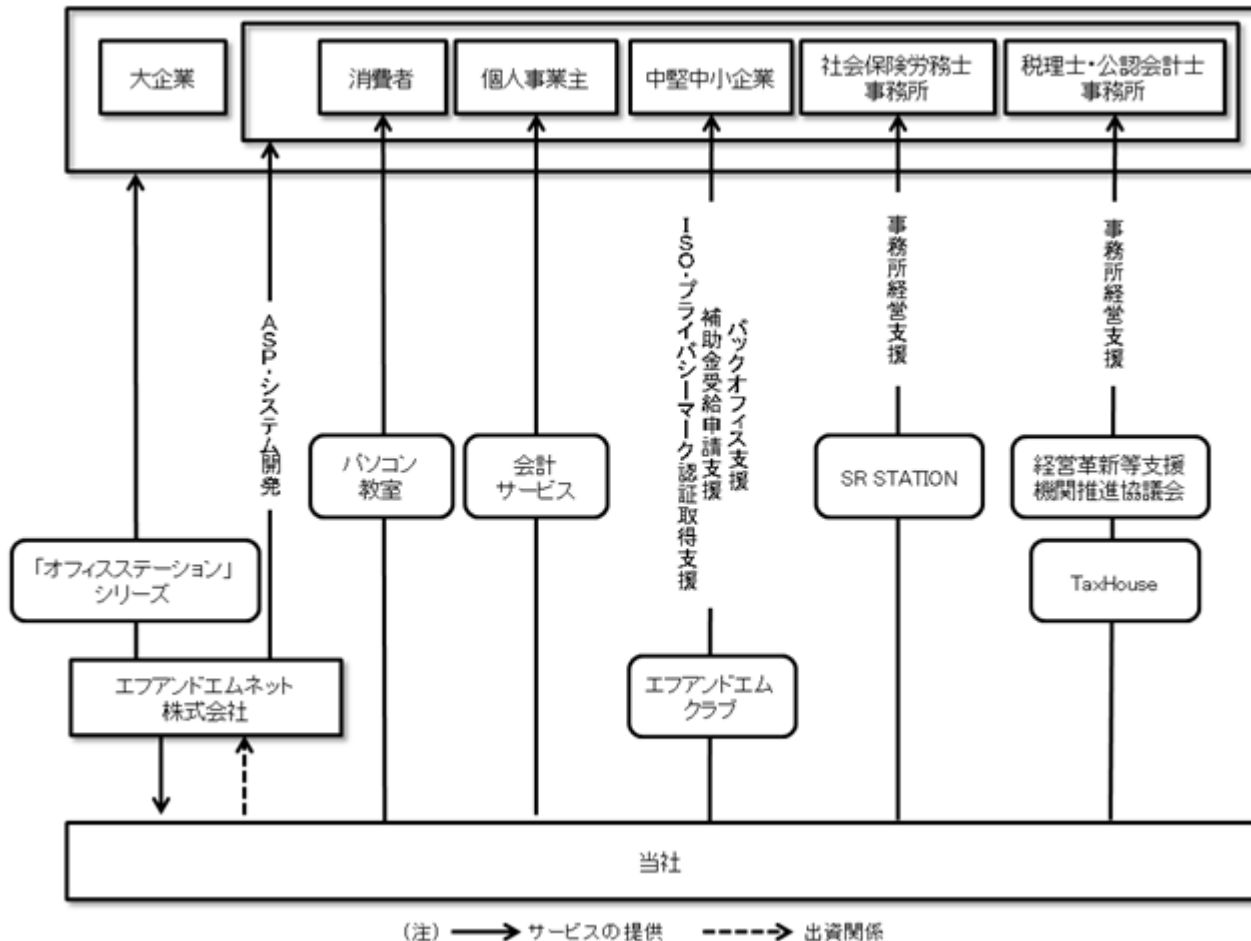 大企業
消費者
個人事業主
中堅中小企業
社会保険労務士
事務所
税理士・公認会計士
事務所
ASP・システム開発
ISO・プライバシーマーク認証取得支援
補助金受給申請支援
バックオフィス支援
事務所経営支援
事務所経営支援
パソコン
教室
会計
サービス
SR STATION
経営革新等支援
機関推進協議会
「オフィスステーション」
シリーズ
TaxHouse
エフアンドエムネット
株式会社
エフアンドエム
クラブ
当社
(注) サービスの提供 出資関係